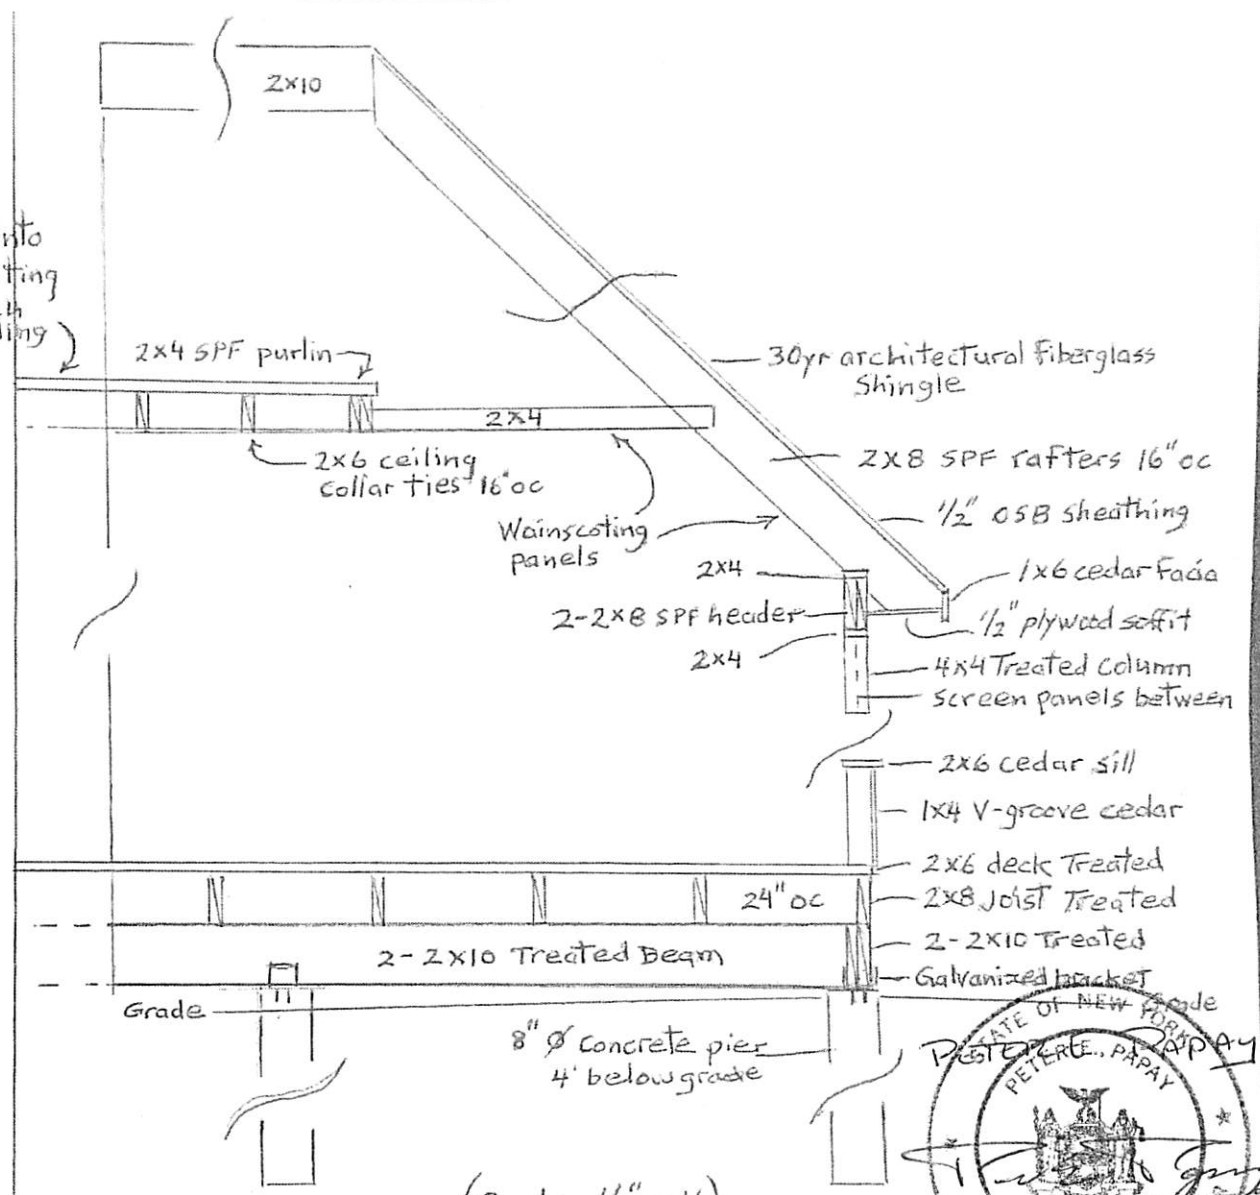 2x10
nto
ting
ling
2x4 SPF purlin
30yr architectural Fiberglass
Shingle
2x4
2x6 ceiling
collar ties 16"oc
2x8 SPF rafters 16"oc
Wainscoting
panels
1/2" OSB sheathing
2x4
1x6 cedar Facia
2-2x8 SPF header
1/2" plywood soffit
2x4
4x4 Treated Column
screen panels between
2x6 cedar sill
1x4 V-groove cedar
2x6 deck Treated
24" oc
2x8 Joist Treated
2-2x10 Treated Beam
2-2x10 Treated
Galvanized bracket
Grade
Grade
8" Ø Concrete pier
4' below grade
STATE OF NEW YORK
PETER E. PAPAY
PETER E. PAPAY